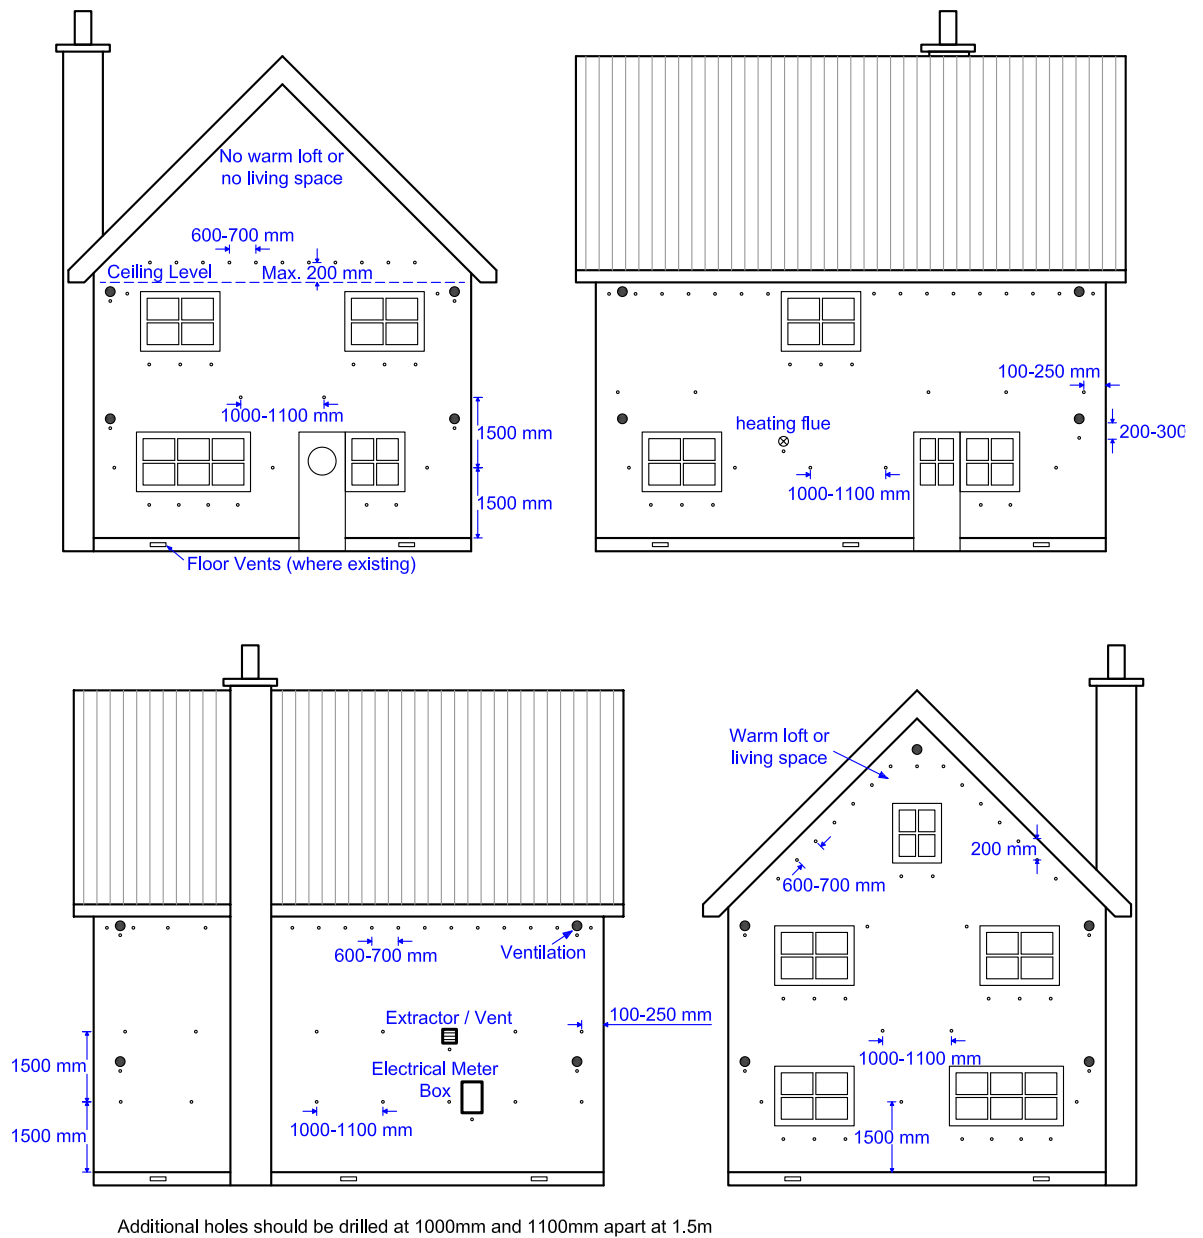 No warm loft or
no living space
600-700 mm
Ceiling Level
Max. 200 mm
1000-1100 mm
1500 mm
1500 mm
Floor Vents (where existing)
100-250 mm
200-300
heating flue
1000-1100 mm
Warm loft or
living space
200 mm
600-700 mm
600-700 mm
Ventilation
Extractor / Vent
100-250 mm
Electrical Meter
Box
1500 mm
1500 mm
1000-1100 mm
1000-1100 mm
1500 mm
Additional holes should be drilled at 1000mm and 1100mm apart at 1.5m